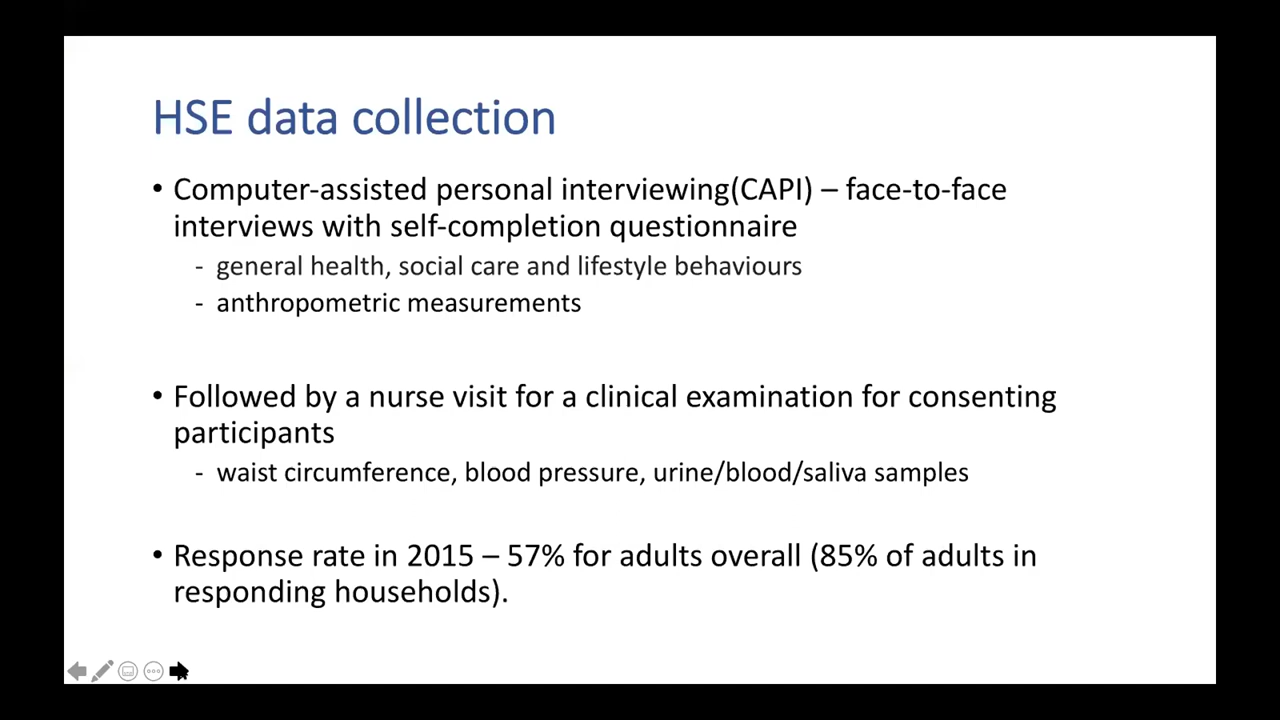 HSE data collection
• Computer-assisted personal interviewing(CAPI) – face-to-face
interviews with self-completion questionnaire
- general health, social care and lifestyle behaviours
- anthropometric measurements
• Followed by a nurse visit for a clinical examination for consenting
participants
- waist circumference, blood pressure, urine/blood/saliva samples
• Response rate in 2015 – 57% for adults overall (85% of adults in
responding households).